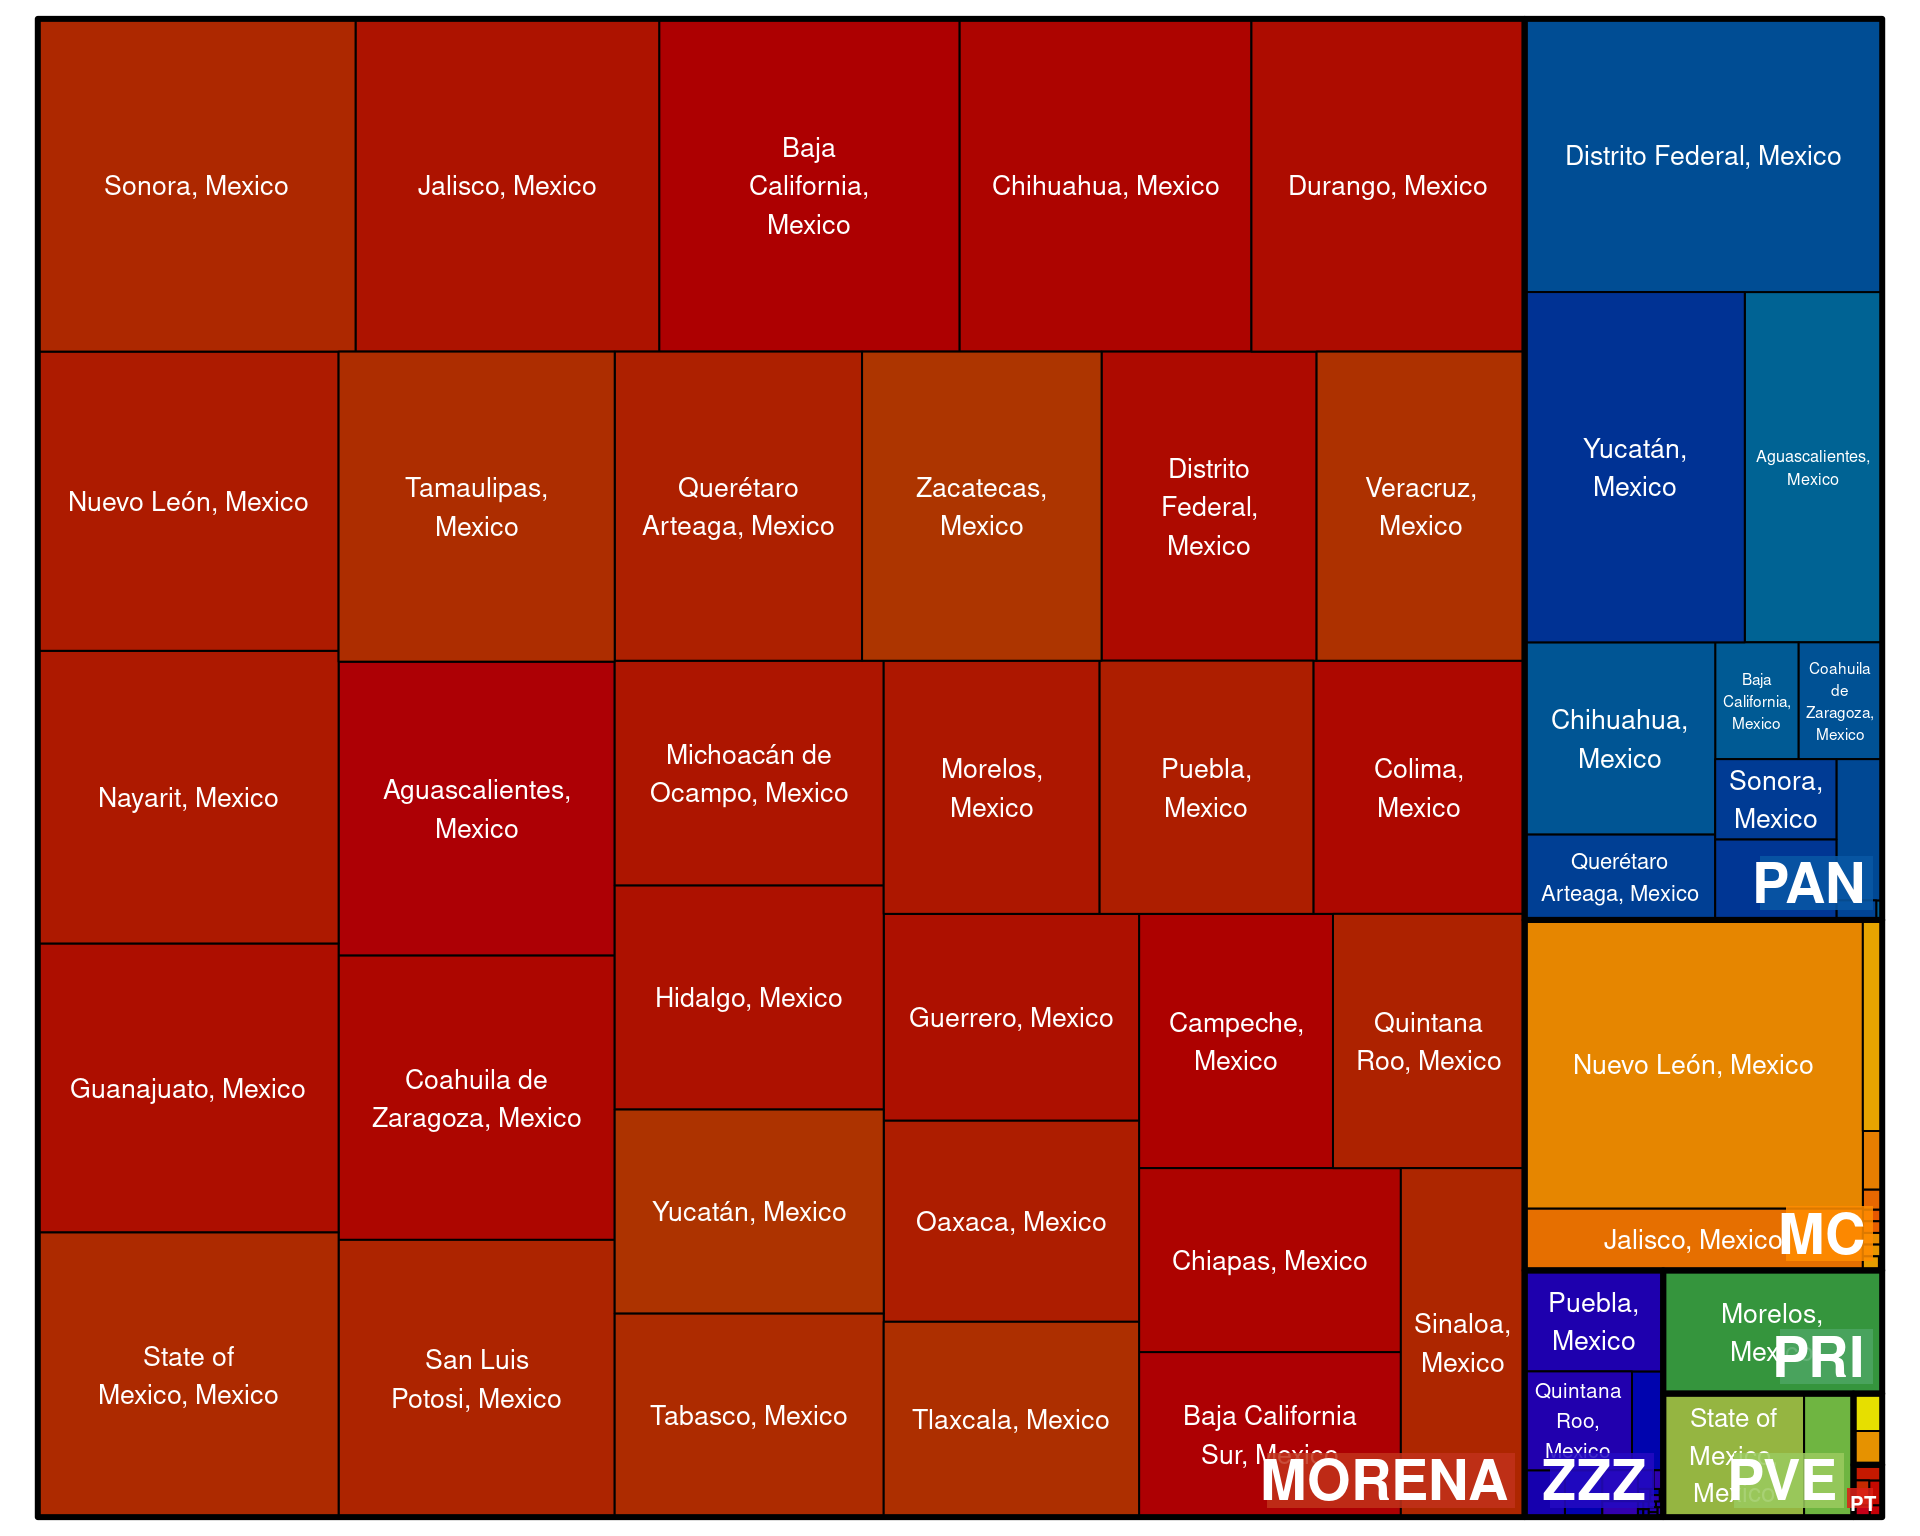 Sonora, Mexico
Jalisco, Mexico
Baja
California,
Mexico
Chihuahua, Mexico
Durango, Mexico
Distrito Federal, Mexico
Nuevo León, Mexico
Tamaulipas,
Mexico
Querétaro
Arteaga, Mexico
Zacatecas,
Mexico
Distrito
Federal,
Mexico
Veracruz,
Mexico
Yucatán,
Mexico
Aguascalientes,
Mexico
Nayarit, Mexico
Aguascalientes,
Mexico
Michoacán de
Ocampo, Mexico
Morelos,
Mexico
Puebla,
Mexico
Colima,
Mexico
Chihuahua,
Mexico
Baja
California,
Mexico
Coahuila
de
Zaragoza,
Mexico
Sonora,
Mexico
Querétaro
Arteaga, Mexico
PAN
Guanajuato, Mexico
Coahuila de
Zaragoza, Mexico
Hidalgo, Mexico
Guerrero, Mexico
Campeche,
Mexico
Quintana
Roo, Mexico
Nuevo León, Mexico
Yucatán, Mexico
Oaxaca, Mexico
Chiapas, Mexico
Sinaloa,
Mexico
Jalisco, Mexico
MC
State of
Mexico, Mexico
San Luis
Potosi, Mexico
Tabasco, Mexico
Tlaxcala, Mexico
Baja California
Sur, Mexico
MORENA
Puebla,
Mexico
Quintana
Roo,
Mexico
ZZZ
Morelos,
Mexico
PRI
State of
Mexico,
Mexico
PVE
PT